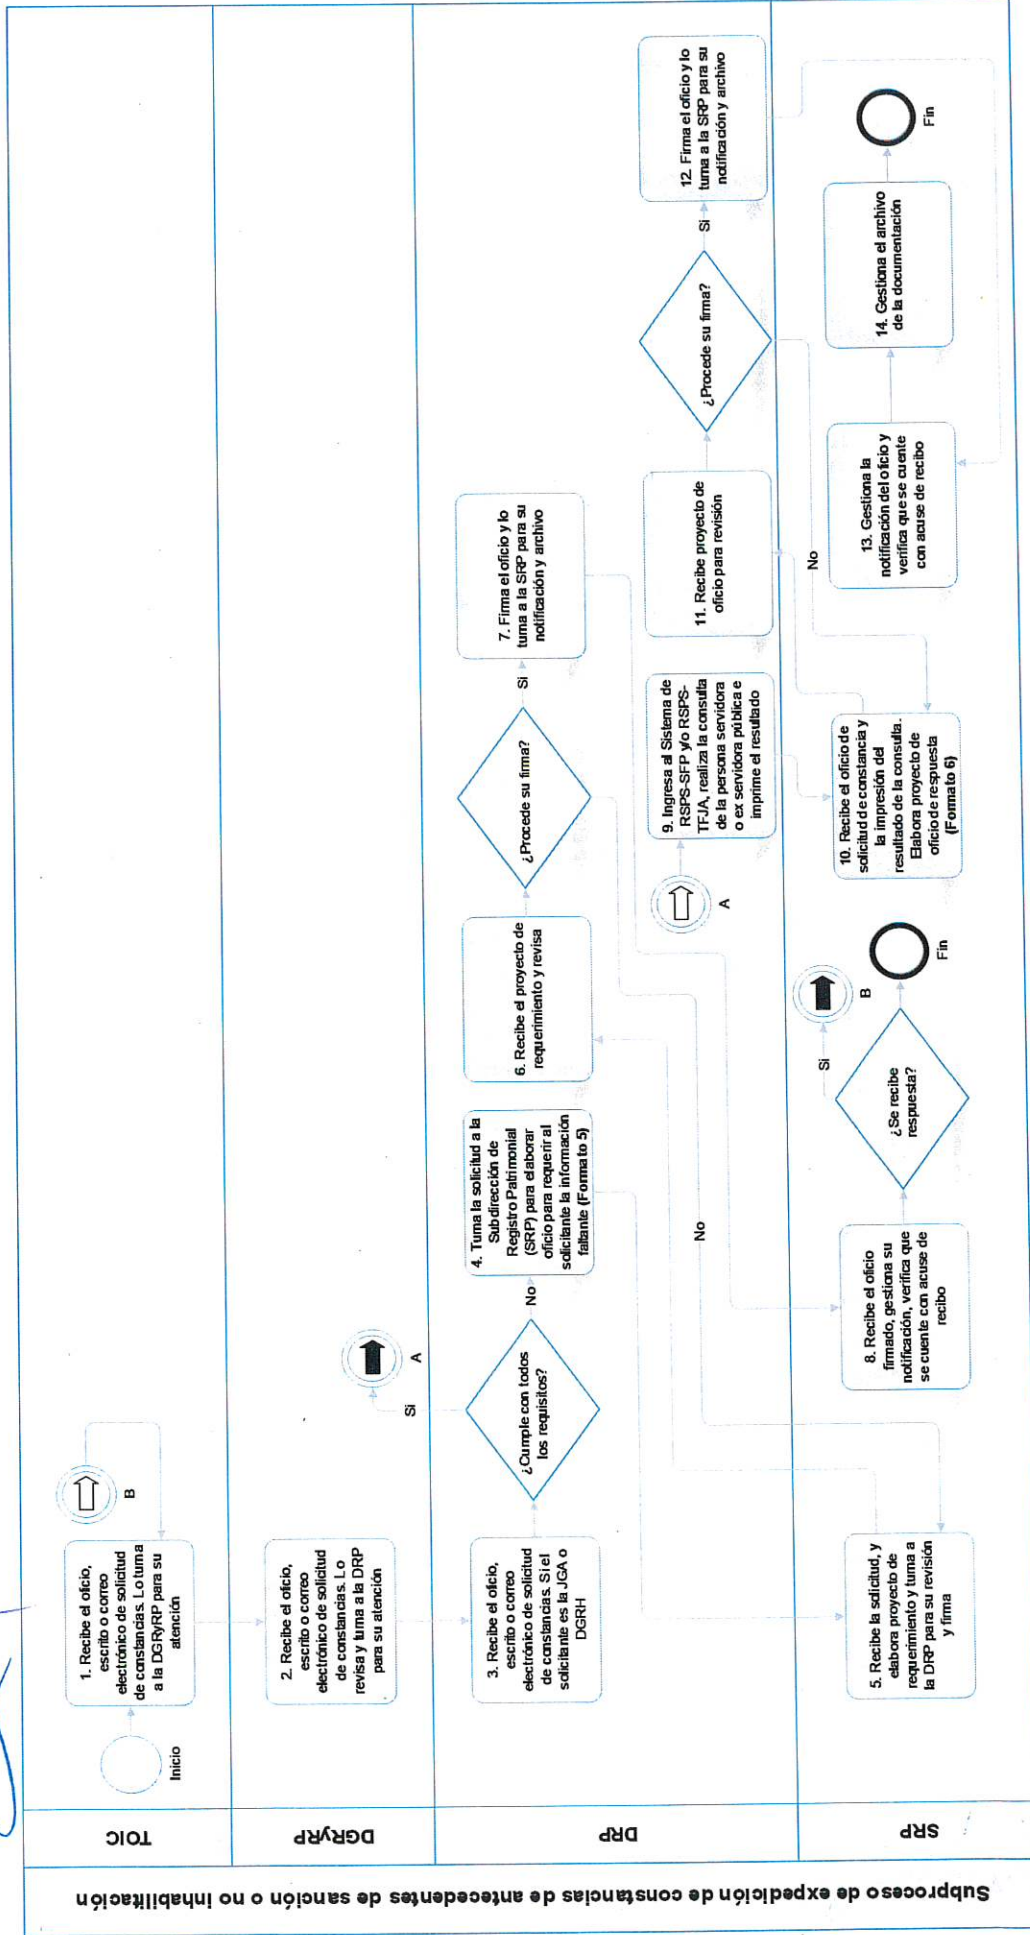 Subproceso de expedición de constancias de antecedentes de sanción o no inhabilitación
TOIC
Inicio
1. Recibe el oficio,
escrito o correo
electrónico de solicitud
de constancias. Lo turna
a la DGRyRP para su
atención
B
DGRyRP
2. Recibe el oficio,
escrito o correo
electrónico de solicitud
de constancias. Lo
revisa y turna a la DRP
para su atención
A
DRP
3. Recibe el oficio,
escrito o correo
electrónico de solicitud
de constancias. Si el
solicitante es la JGA o
DGRH
¿Cumple con todos
los requisitos?
Si
No
4. Turna la solicitud a la
Subdirección de
Registro Patrimonial
(SRP) para elaborar
oficio para requerir al
solicitante la información
faltante (Formato 5)
6. Recibe el proyecto de
requerimiento y revisa
¿Procede su firma?
Si
No
7. Firma el oficio y lo
turna a la SRP para su
notificación y archivo
A
9. Ingresa al Sistema de
RSPS-SFP y/o RSPS-
TFJA, realiza la consulta
de la persona servidora
o ex servidora pública e
imprime el resultado
11. Recibe proyecto de
oficio para revisión
¿Procede su firma?
Si
No
12. Firma el oficio y lo
turna a la SRP para su
notificación y archivo
SRP
5. Recibe la solicitud, y
elabora proyecto de
requerimiento y turna a
la DRP para su revisión
y firma
8. Recibe el oficio
firmado, gestiona su
notificación, verifica que
se cuente con acuse de
recibo
¿Se recibe
respuesta?
Si
B
Fin
10. Recibe el oficio de
solicitud de constancia y
la impresión del
resultado de la consulta.
Elabora proyecto de
oficio de respuesta
(Formato 6)
13. Gestiona la
notificación del oficio y
verifica que se cuente
con acuse de recibo
14. Gestiona el archivo
de la documentación
Fin